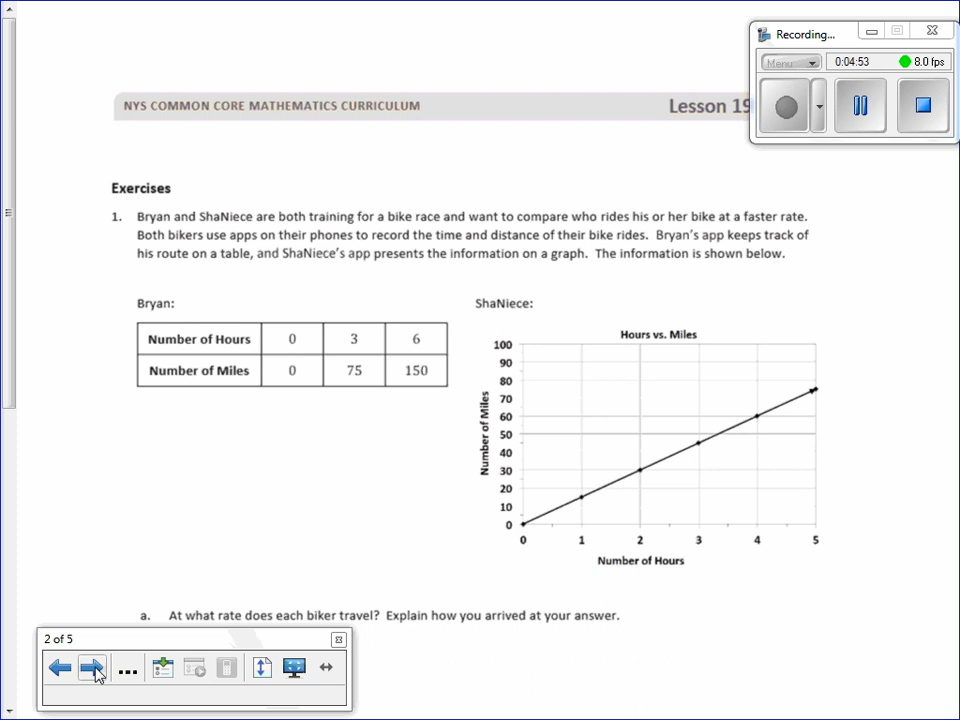 Recording...
Menu
0:04:53
8.0 fps
NYS COMMON CORE MATHEMATICS CURRICULUM
Lesson 19
Exercises
1. Bryan and ShaNiece are both training for a bike race and want to compare who rides his or her bike at a faster rate.
Both bikers use apps on their phones to record the time and distance of their bike rides. Bryan's app keeps track of
his route on a table, and ShaNiece's app presents the information on a graph. The information is shown below.
Bryan:
Number of Hours 0 3 6
Number of Miles 0 75 150
ShaNiece:
Hours vs. Miles
Number of Miles
100
90
80
70
60
50
40
30
20
10
0
0 1 2 3 4 5
Number of Hours
a. At what rate does each biker travel? Explain how you arrived at your answer.
2 of 5